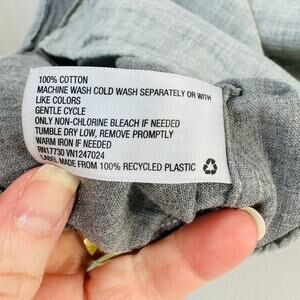 100% COTTON
MACHINE WASH COLD WASH SEPARATELY OR WITH
LIKE COLORS
GENTLE CYCLE
ONLY NON-CHLORINE BLEACH IF NEEDED
TUMBLE DRY LOW, REMOVE PROMPTLY
WARM IRON IF NEEDED
RN17730 VN1247024
LABEL MADE FROM 100% RECYCLED PLASTIC